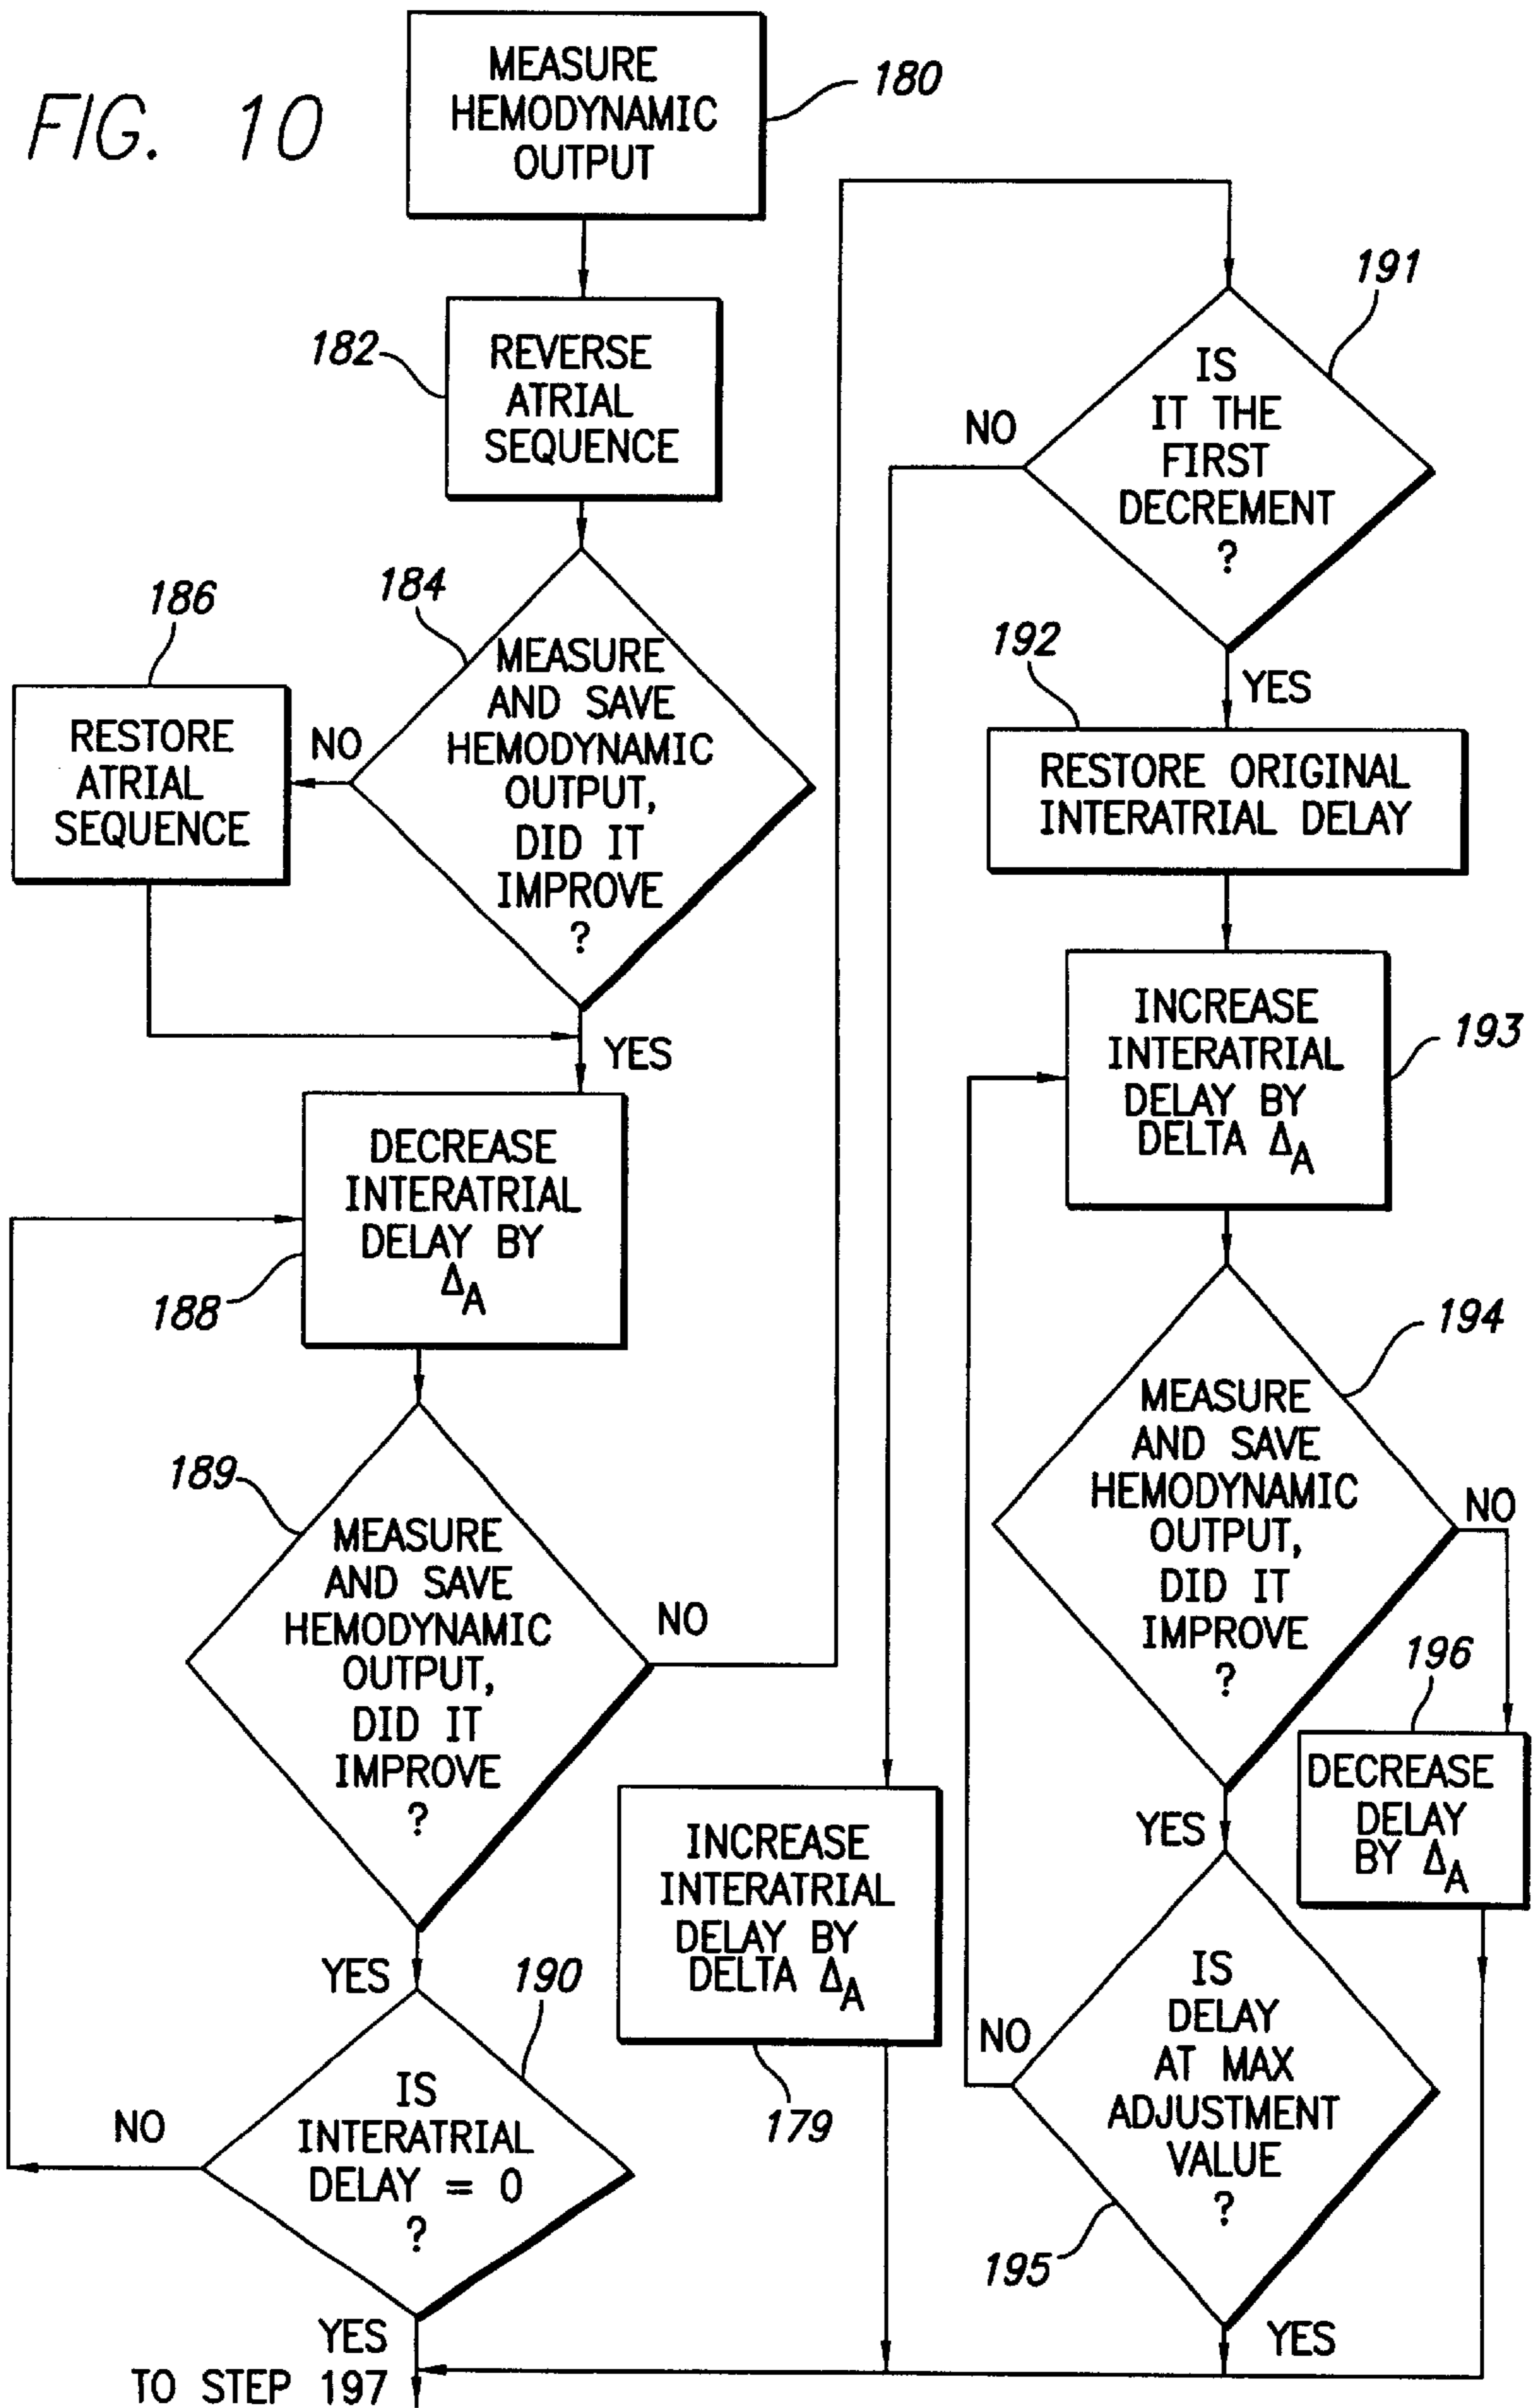 FIG. 10
MEASURE
HEMODYNAMIC
OUTPUT
180
182
REVERSE
ATRIAL
SEQUENCE
184
MEASURE
AND SAVE
HEMODYNAMIC
OUTPUT,
DID IT
IMPROVE
?
NO
YES
186
RESTORE
ATRIAL
SEQUENCE
DECREASE
INTERATRIAL
DELAY BY
ΔA
188
189
MEASURE
AND SAVE
HEMODYNAMIC
OUTPUT,
DID IT
IMPROVE
?
NO
YES
190
IS
INTERATRIAL
DELAY = 0
?
NO
YES
TO STEP 197
191
IS
IT THE
FIRST
DECREMENT
?
NO
YES
INCREASE
INTERATRIAL
DELAY BY
DELTA ΔA
179
192
RESTORE ORIGINAL
INTERATRIAL DELAY
INCREASE
INTERATRIAL
DELAY BY
DELTA ΔA
193
194
MEASURE
AND SAVE
HEMODYNAMIC
OUTPUT,
DID IT
IMPROVE
?
NO
YES
196
DECREASE
DELAY
BY ΔA
IS
DELAY
AT MAX
ADJUSTMENT
VALUE
?
NO
195
YES